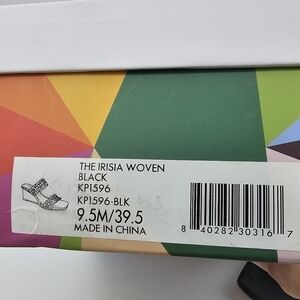 THE IRISIA WOVEN
BLACK
KP1596
KP1596-BLK
9.5M/39.5
MADE IN CHINA
8 40282 30316 7